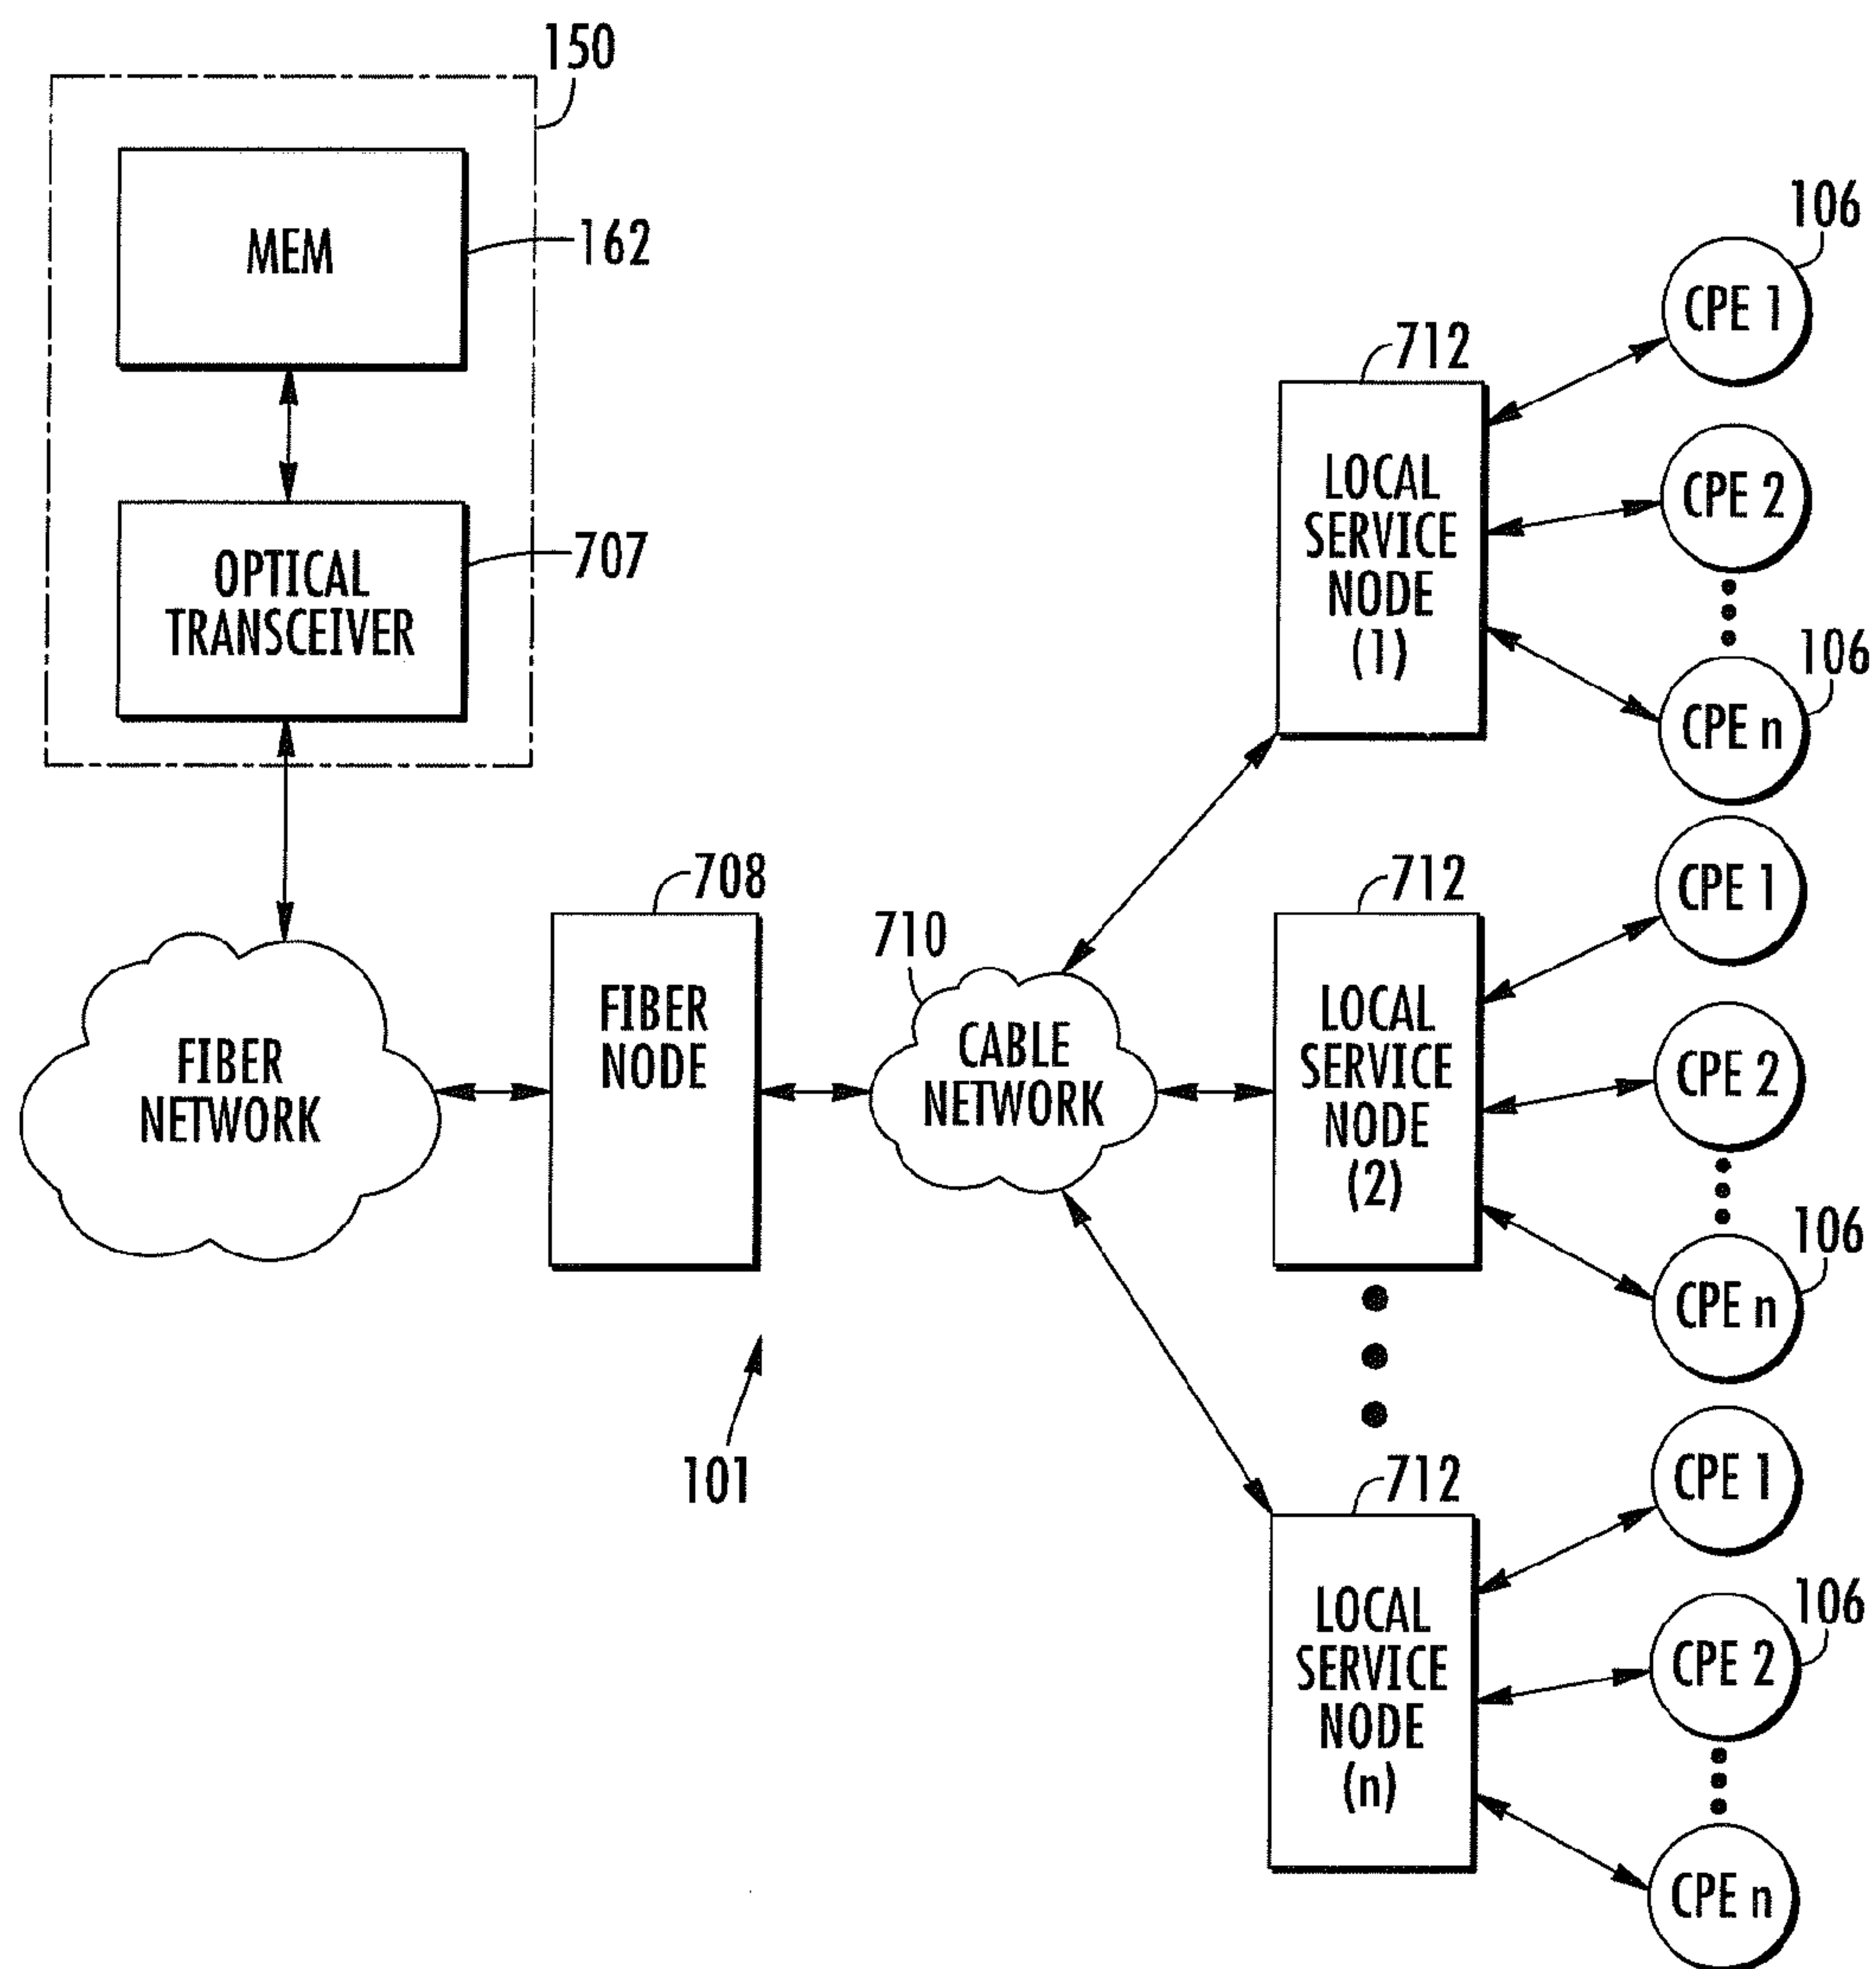 150
MEM
162
OPTICAL
TRANSCEIVER
707
FIBER
NETWORK
708
FIBER
NODE
710
CABLE
NETWORK
101
712
LOCAL
SERVICE
NODE
(1)
106
CPE 1
CPE 2
106
CPE n
712
LOCAL
SERVICE
NODE
(2)
CPE 1
CPE 2
106
CPE n
712
LOCAL
SERVICE
NODE
(n)
CPE 1
106
CPE 2
CPE n